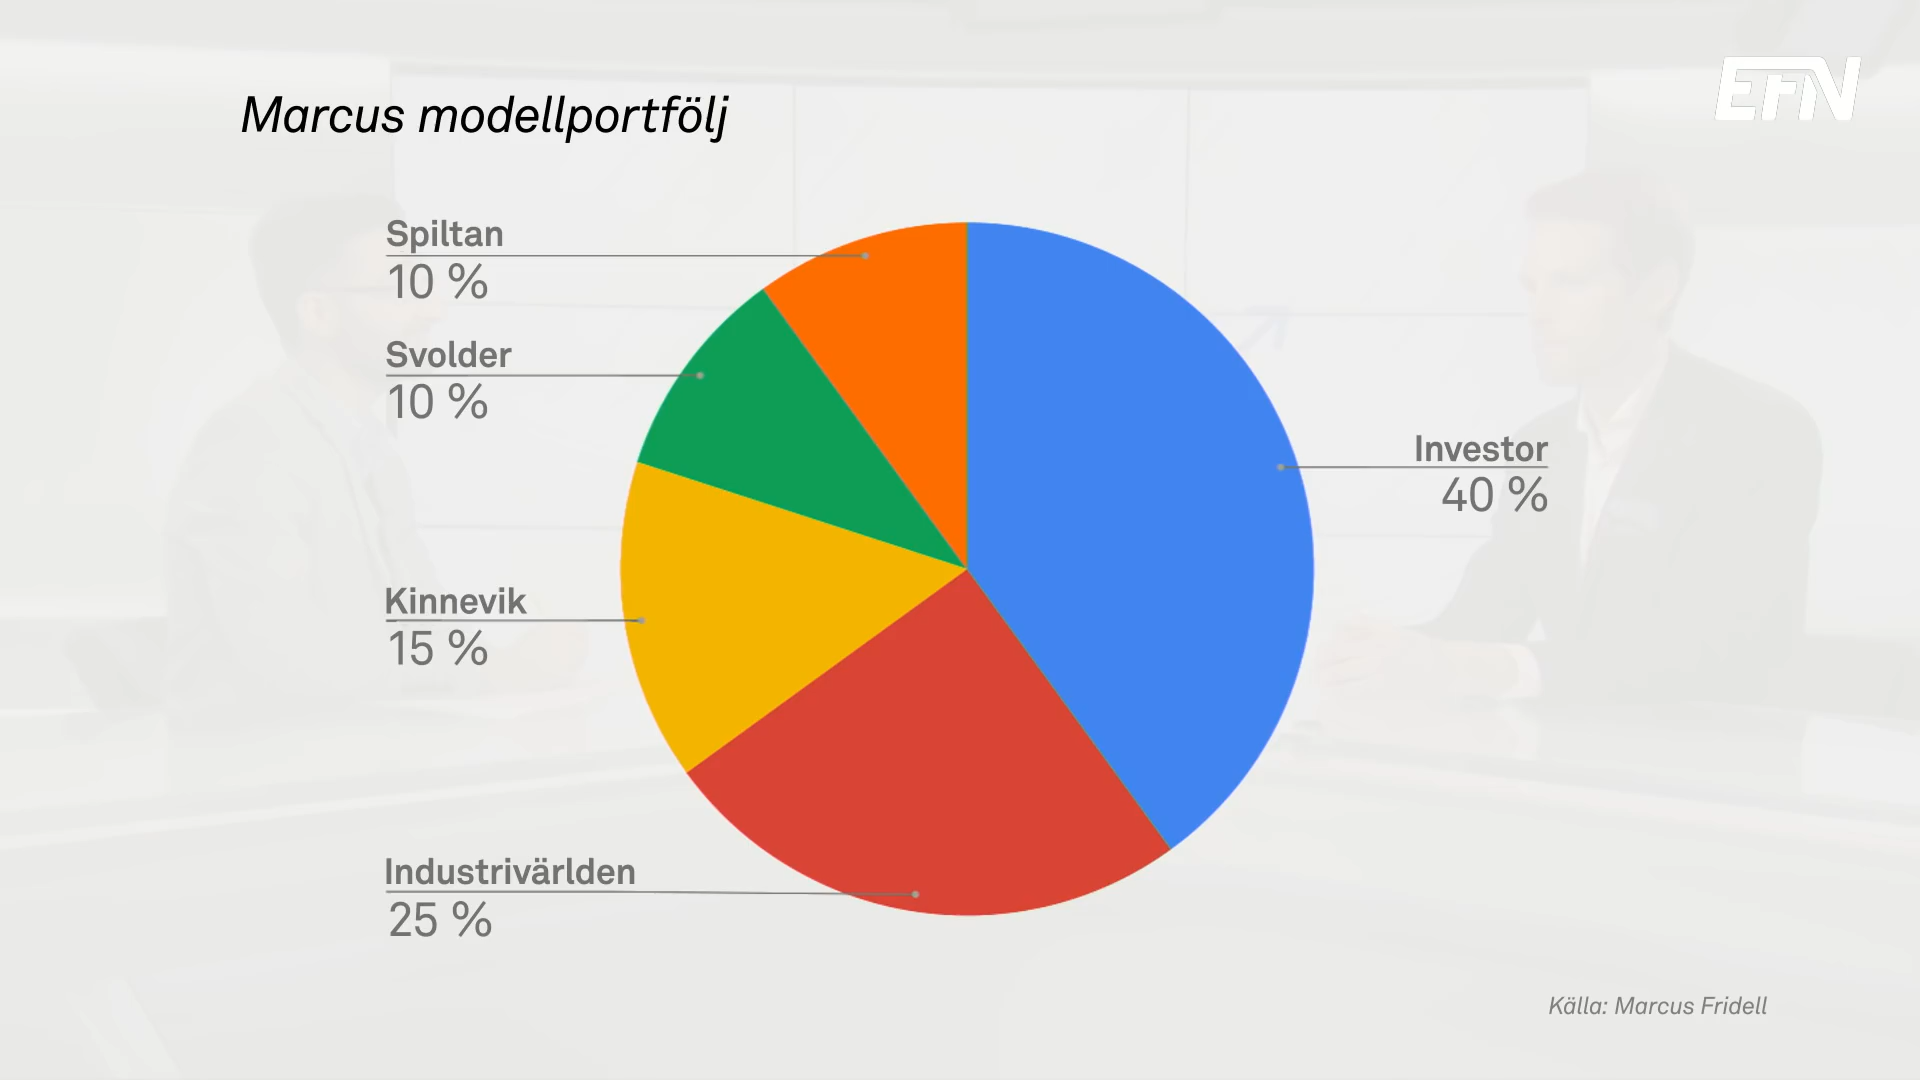 EFN
Marcus modellportfölj
Spiltan
10 %
Svolder
10 %
Investor
40 %
Kinnevik
15 %
Industrivärlden
25 %
Källa: Marcus Fridell